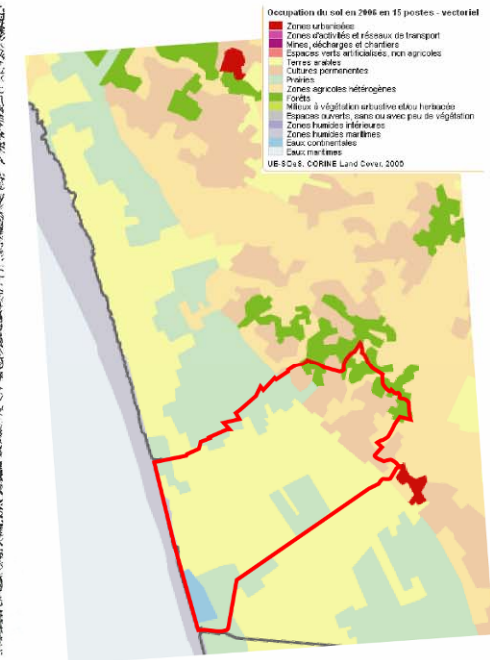 Occupation du sol en 2006 en 15 postes - vectoriel
Zones urbanisées
Zones d'activités et réseaux de transport
Mines, décharges et chantiers
Espaces verts artificialisés, non agricoles
Terres arables
Cultures permanentes
Prairies
Zones agricoles hétérogènes
Forêts
Milieux à végétation arbustive et/ou herbacée
Espaces ouverts, sans ou avec peu de végétation
Zones humides intérieures
Zones humides maritimes
Eaux continentales
Eaux maritimes
UE-SOeS, CORINE Land Cover, 2006